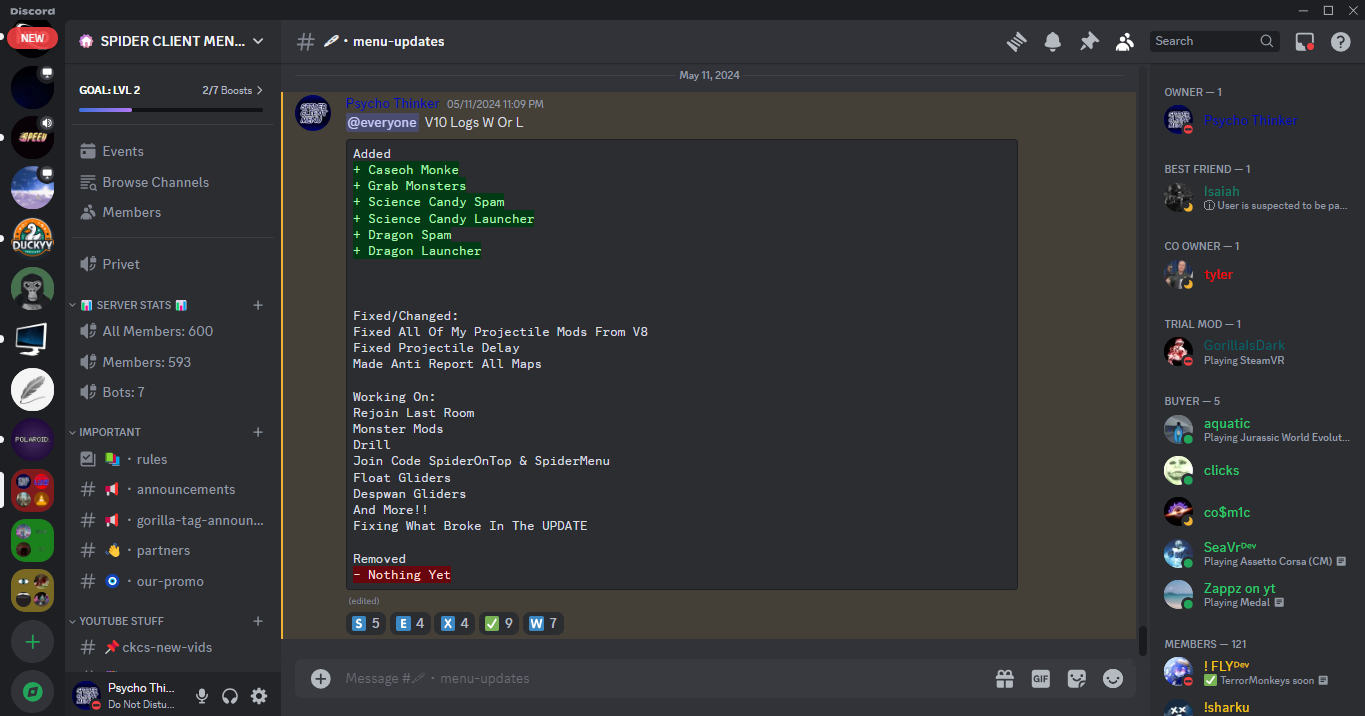 Discord
NEW
SPIDER CLIENT MEN...
# 🖊 · menu-updates
Search
GOAL: LVL 2
2/7 Boosts
Events
Browse Channels
Members
Privet
📊 SERVER STATS 📊
All Members: 600
Members: 593
Bots: 7
IMPORTANT
· rules
· announcements
· gorilla-tag-announ...
· partners
· our-promo
YOUTUBE STUFF
📌ckcs-new-vids
Psycho Thi...
Do Not Distu...
SPEED
DUCKYY
POLAROID.
May 11, 2024
Psycho Thinker 05/11/2024 11:09 PM
@everyone V10 Logs W Or L
Added
+ Caseoh Monke
+ Grab Monsters
+ Science Candy Spam
+ Science Candy Launcher
+ Dragon Spam
+ Dragon Launcher
Fixed/Changed:
Fixed All Of My Projectile Mods From V8
Fixed Projectile Delay
Made Anti Report All Maps
Working On:
Rejoin Last Room
Monster Mods
Drill
Join Code SpiderOnTop & SpiderMenu
Float Gliders
Despwan Gliders
And More!!
Fixing What Broke In The UPDATE
Removed
- Nothing Yet
(edited)
S 5 E 4 X 4 ✅ 9 W 7
Message #🖊 · menu-updates
GIF
OWNER — 1
Psycho Thinker
BEST FRIEND — 1
Isaiah
User is suspected to be pa...
CO OWNER — 1
tyler
TRIAL MOD — 1
GorillaIsDark
Playing SteamVR
BUYER — 5
aquatic
Playing Jurassic World Evolut...
clicks
co$m1c
SeaVrᴰᵉᵛ
Playing Assetto Corsa (CM)
Zappz on yt
Playing Medal
MEMBERS — 121
! FLYᴰᵉᵛ
✅ TerrorMonkeys soon
!sharku